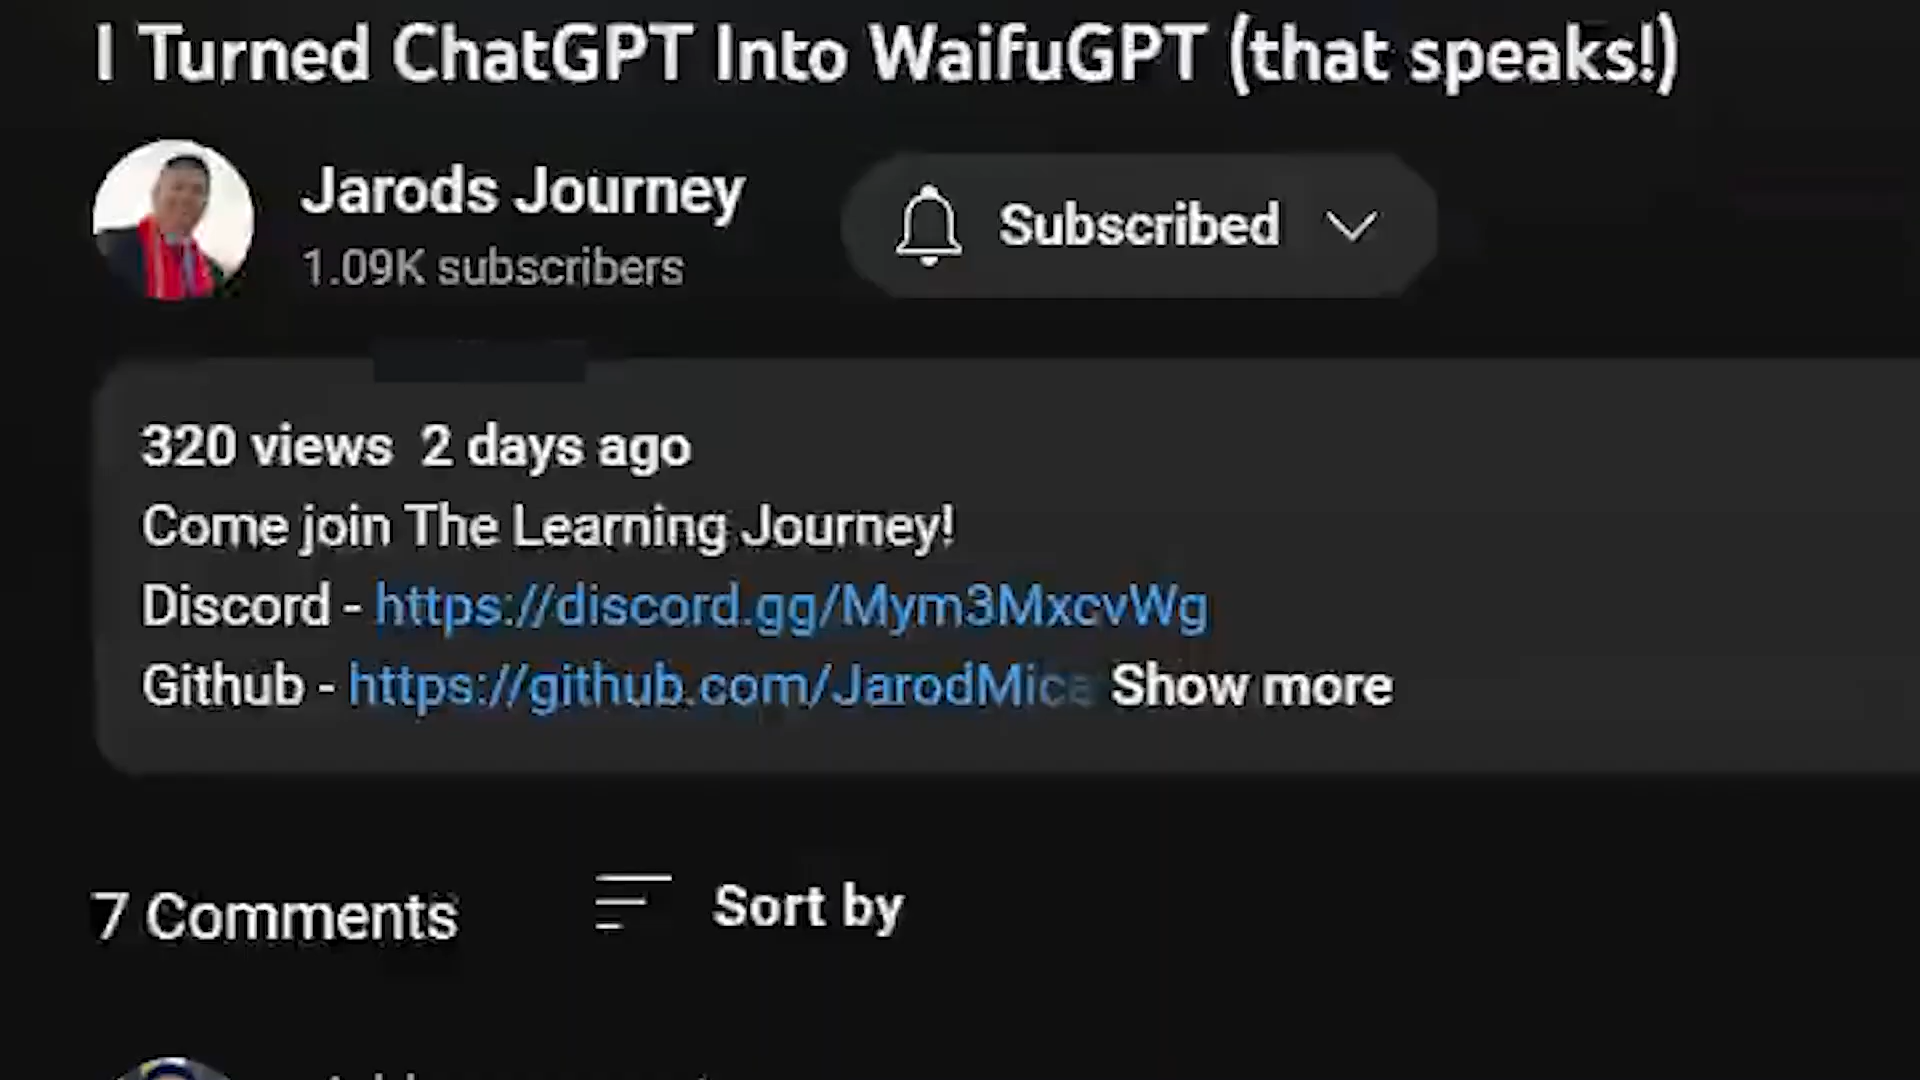 I Turned ChatGPT Into WaifuGPT (that speaks!)
Jarods Journey
1.09K subscribers
Subscribed
320 views 2 days ago
Come join The Learning Journey!
Discord - https://discord.gg/Mym3MxcvWg
Github - https://github.com/JarodMica Show more
7 Comments
Sort by